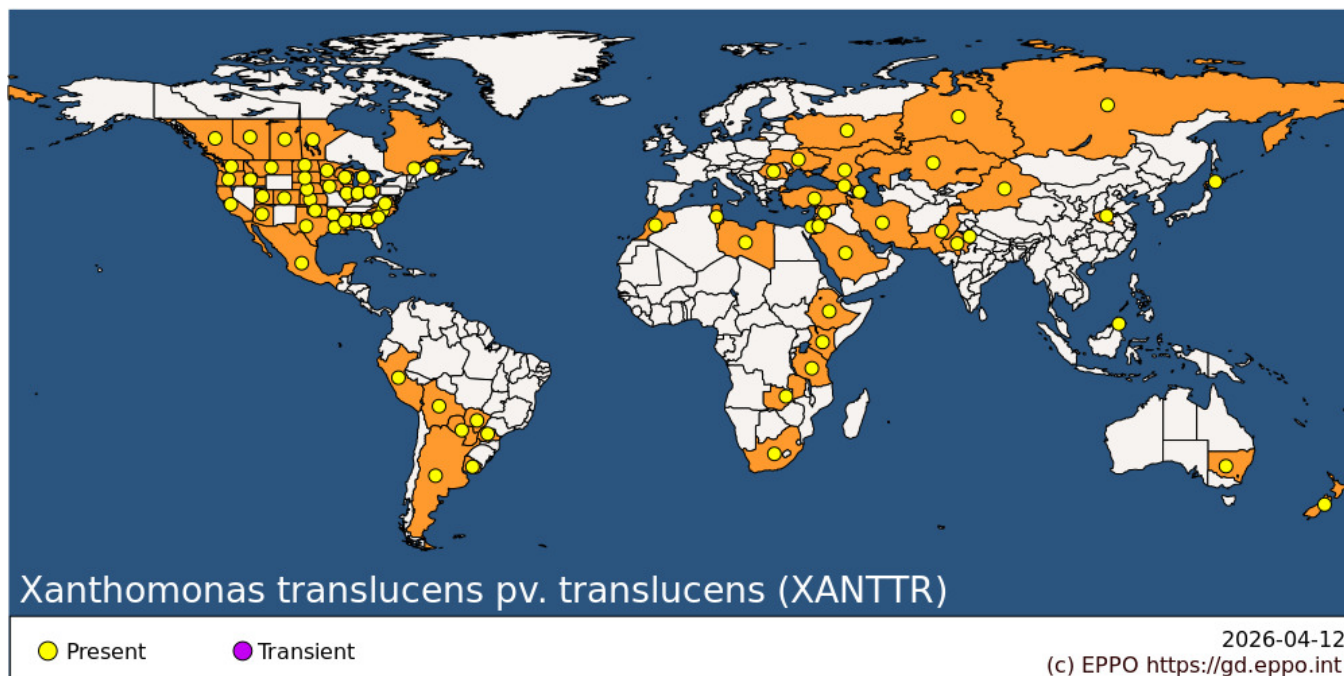 Xanthomonas translucens pv. translucens (XANTTR)
Present
Transient
2026-04-12
(c) EPPO https://gd.eppo.int